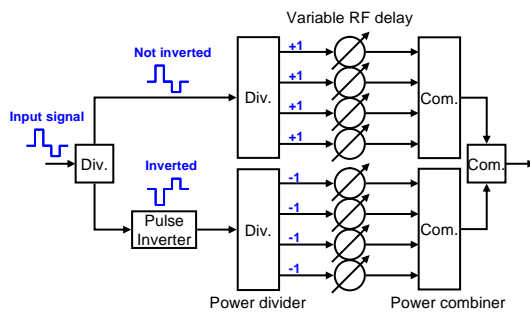 Variable RF delay
Not inverted
+1
+1
+1
+1
Div.
Com.
Input signal
Div.
Com.
Inverted
Pulse
Inverter
-1
-1
-1
-1
Div.
Com.
Power divider
Power combiner